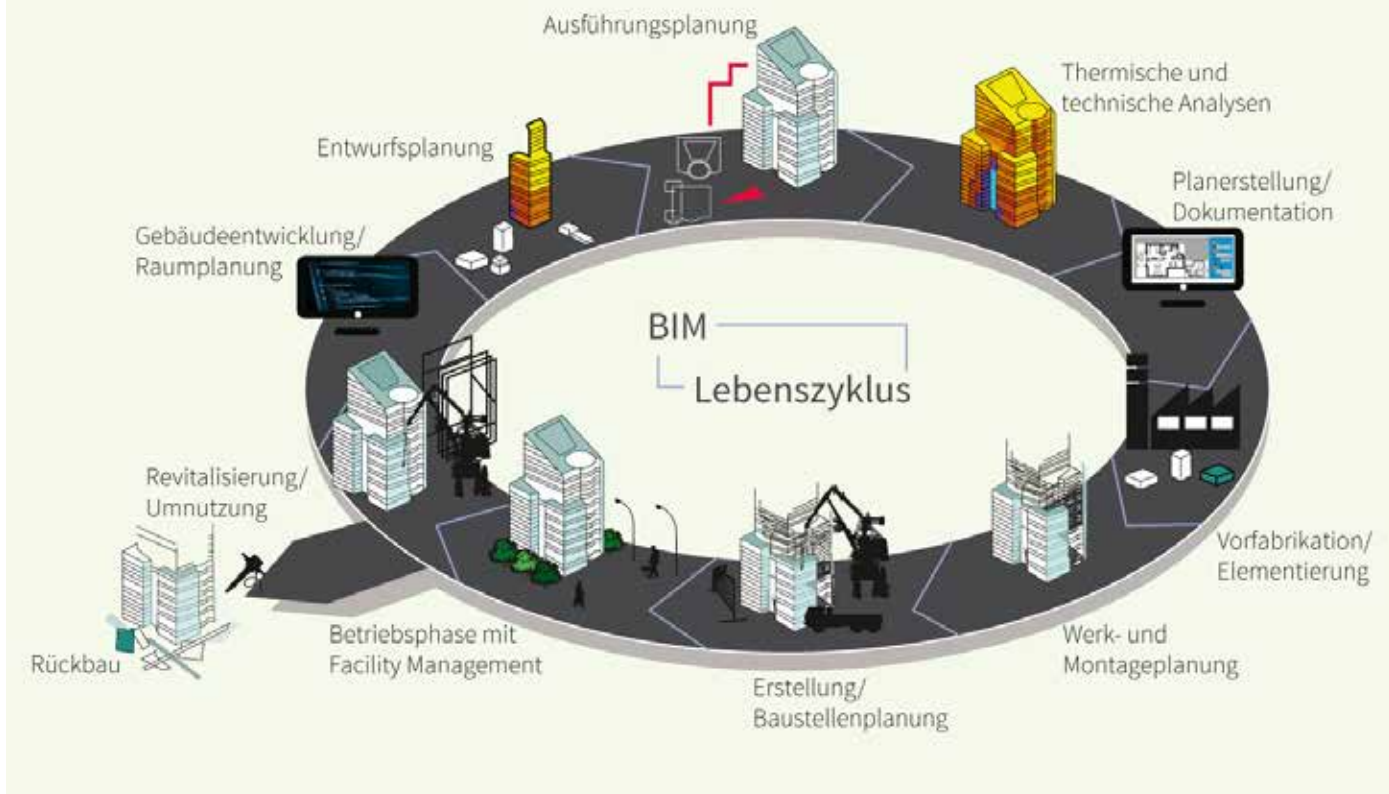 Ausführungsplanung
Thermische und
technische Analysen
Entwurfsplanung
Planerstellung/
Dokumentation
Gebäudeentwicklung/
Raumplanung
BIM
Lebenszyklus
Revitalisierung/
Umnutzung
Vorfabrikation/
Elementierung
Rückbau
Betriebsphase mit
Facility Management
Werk- und
Montageplanung
Erstellung/
Baustellenplanung